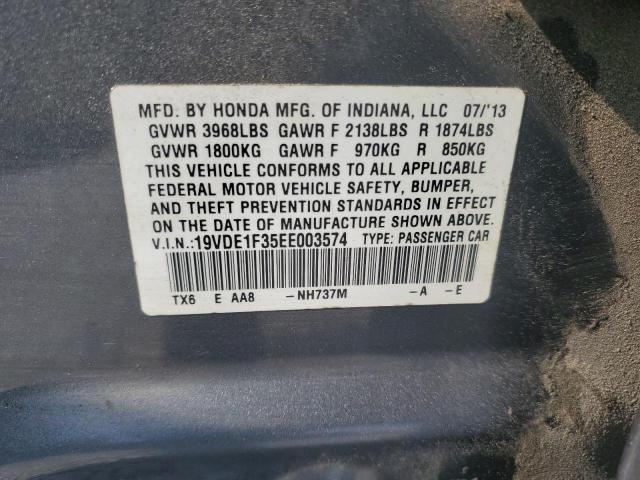 MFD. BY HONDA MFG. OF INDIANA, LLC 07/'13
GVWR 3968LBS GAWR F 2138LBS R 1874LBS
GVWR 1800KG GAWR F 970KG R 850KG
THIS VEHICLE CONFORMS TO ALL APPLICABLE
FEDERAL MOTOR VEHICLE SAFETY, BUMPER,
AND THEFT PREVENTION STANDARDS IN EFFECT
ON THE DATE OF MANUFACTURE SHOWN ABOVE.
V.I.N.:19VDE1F35EE003574 TYPE: PASSENGER CAR
TX6 E AA8 -NH737M -A -E